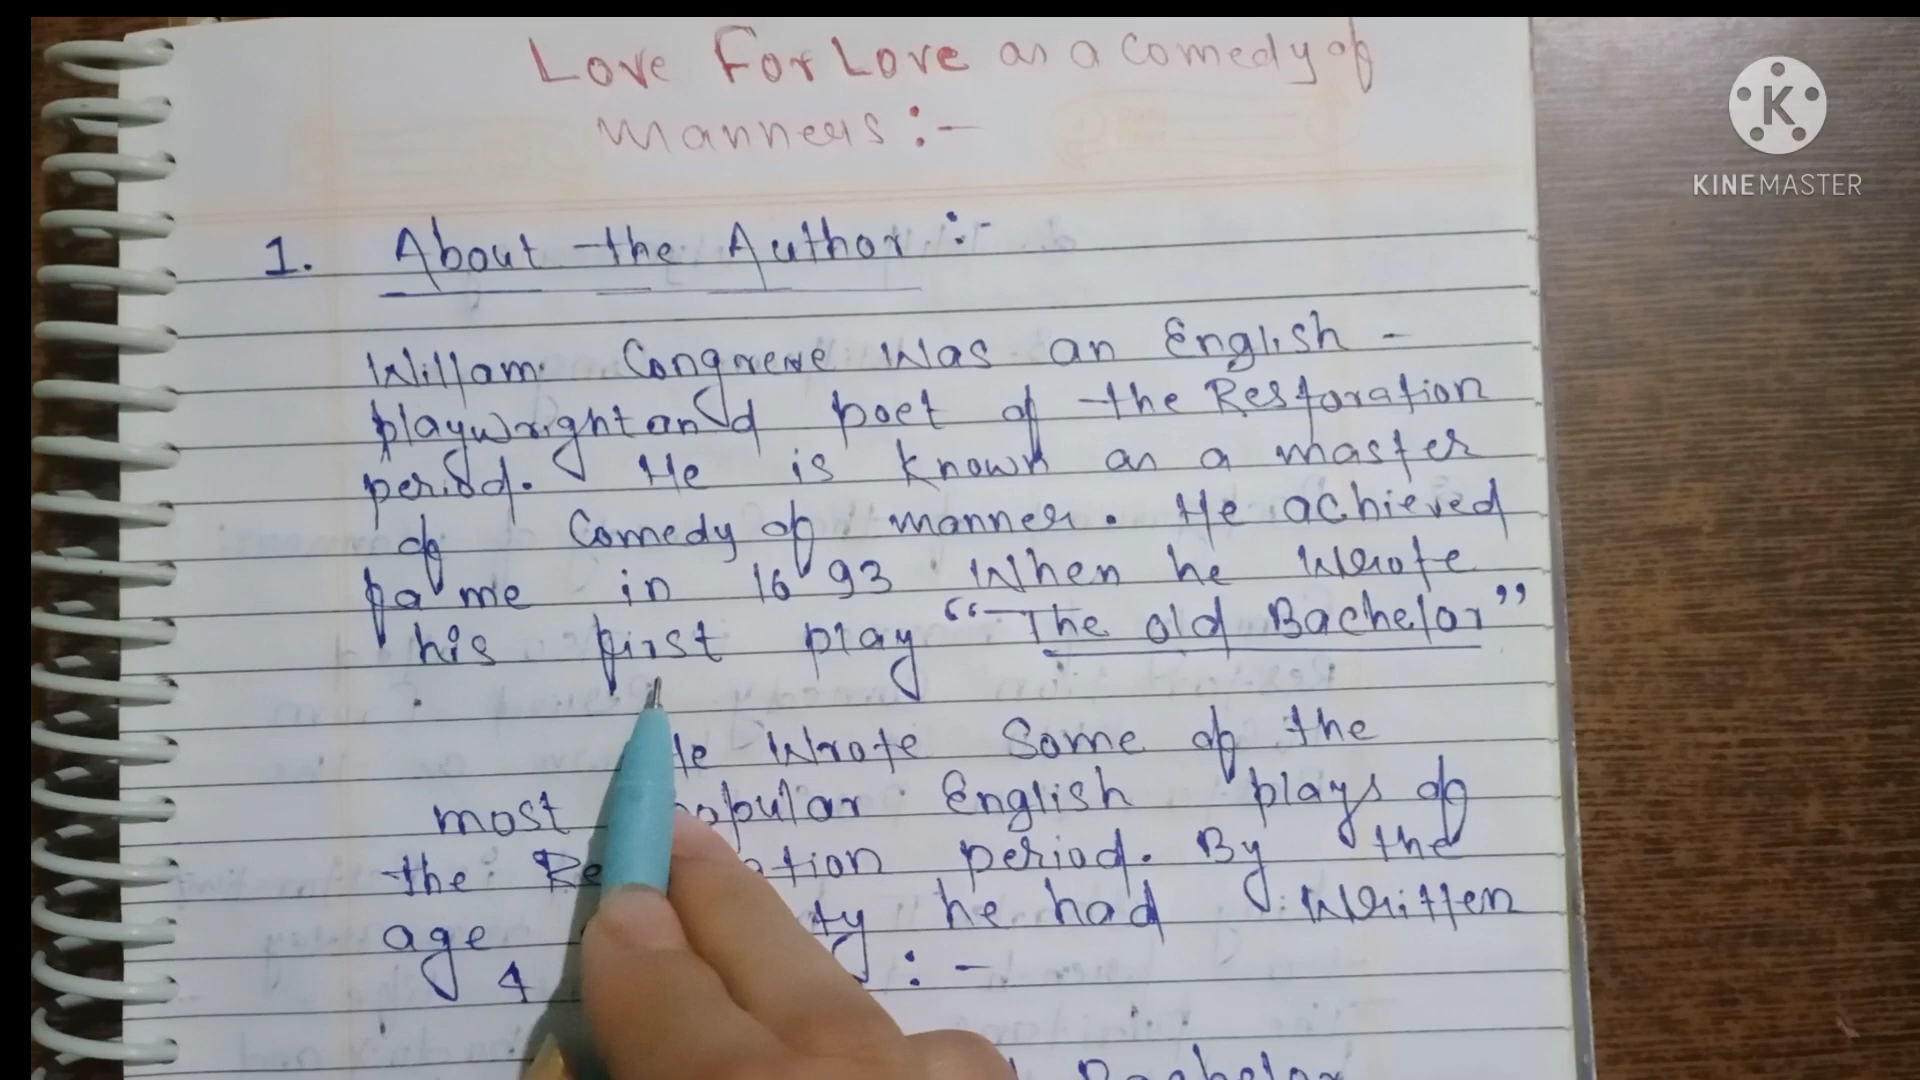 Love For Love as a comedy of
Manners :-
KINEMASTER
1. About the Author :-
Willam Congreve was an English -
playwright and poet of the Restoration
period. He is known as a master
of Comedy of manner. He achieved
fame in 1693 when he wrote
his first play "The old Bachelor"
He wrote some of the
most popular English plays of
the period. By the
age he had written
4 :-
Bachelor